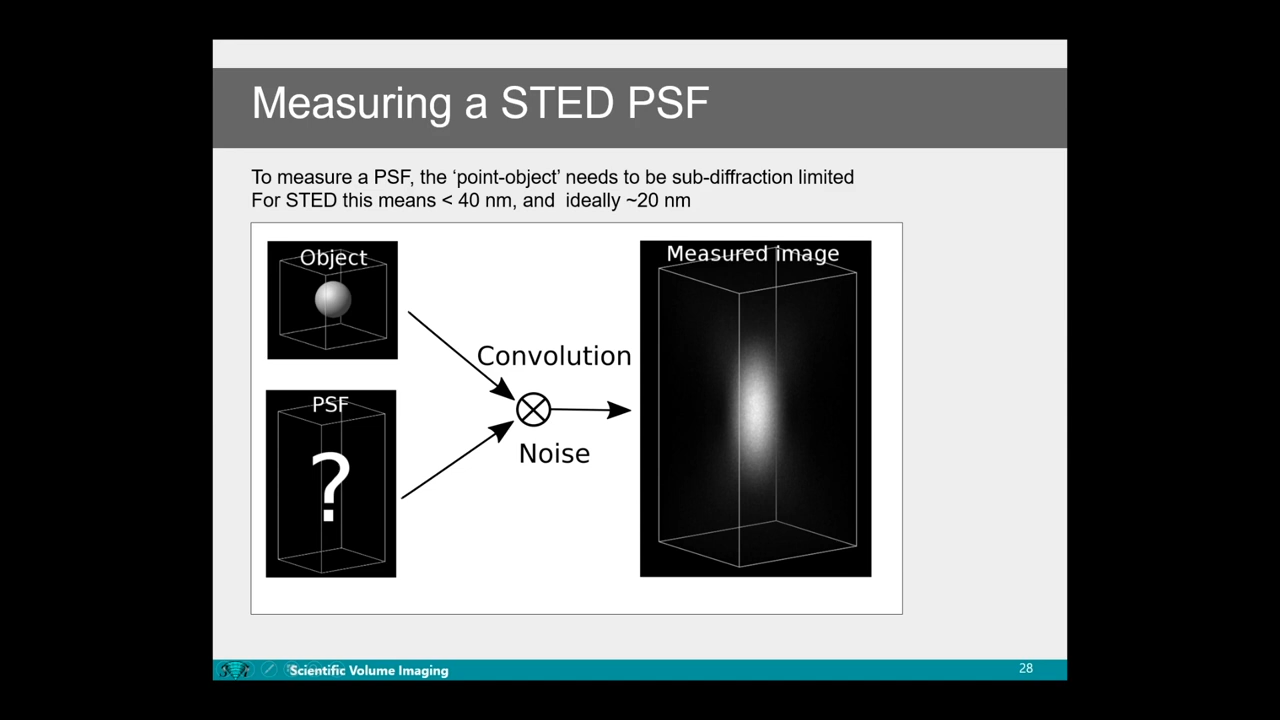 Measuring a STED PSF
To measure a PSF, the ‘point-object’ needs to be sub-diffraction limited
For STED this means < 40 nm, and ideally ~20 nm
Object
Measured image
Convolution
PSF
?
Noise
Scientific Volume Imaging
28